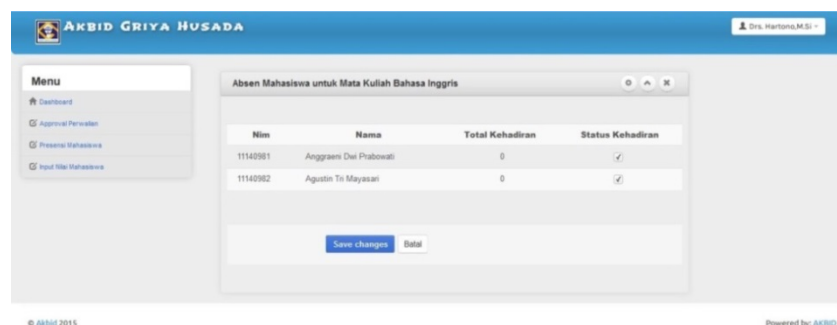 AKBID GRIYA HUSADA
Drs. Hartono,M.Si
Menu
Dashboard
Approval Perwalian
Presensi Mahasiswa
Input Nilai Mahasiswa
Absen Mahasiswa untuk Mata Kuliah Bahasa Inggris
Nim Nama Total Kehadiran Status Kehadiran
11140981 Anggraeni Dwi Prabowati 0
11140982 Agustin Tri Mayasari 0
Save changes Batal
© Akbid 2015 Powered by: AKBID